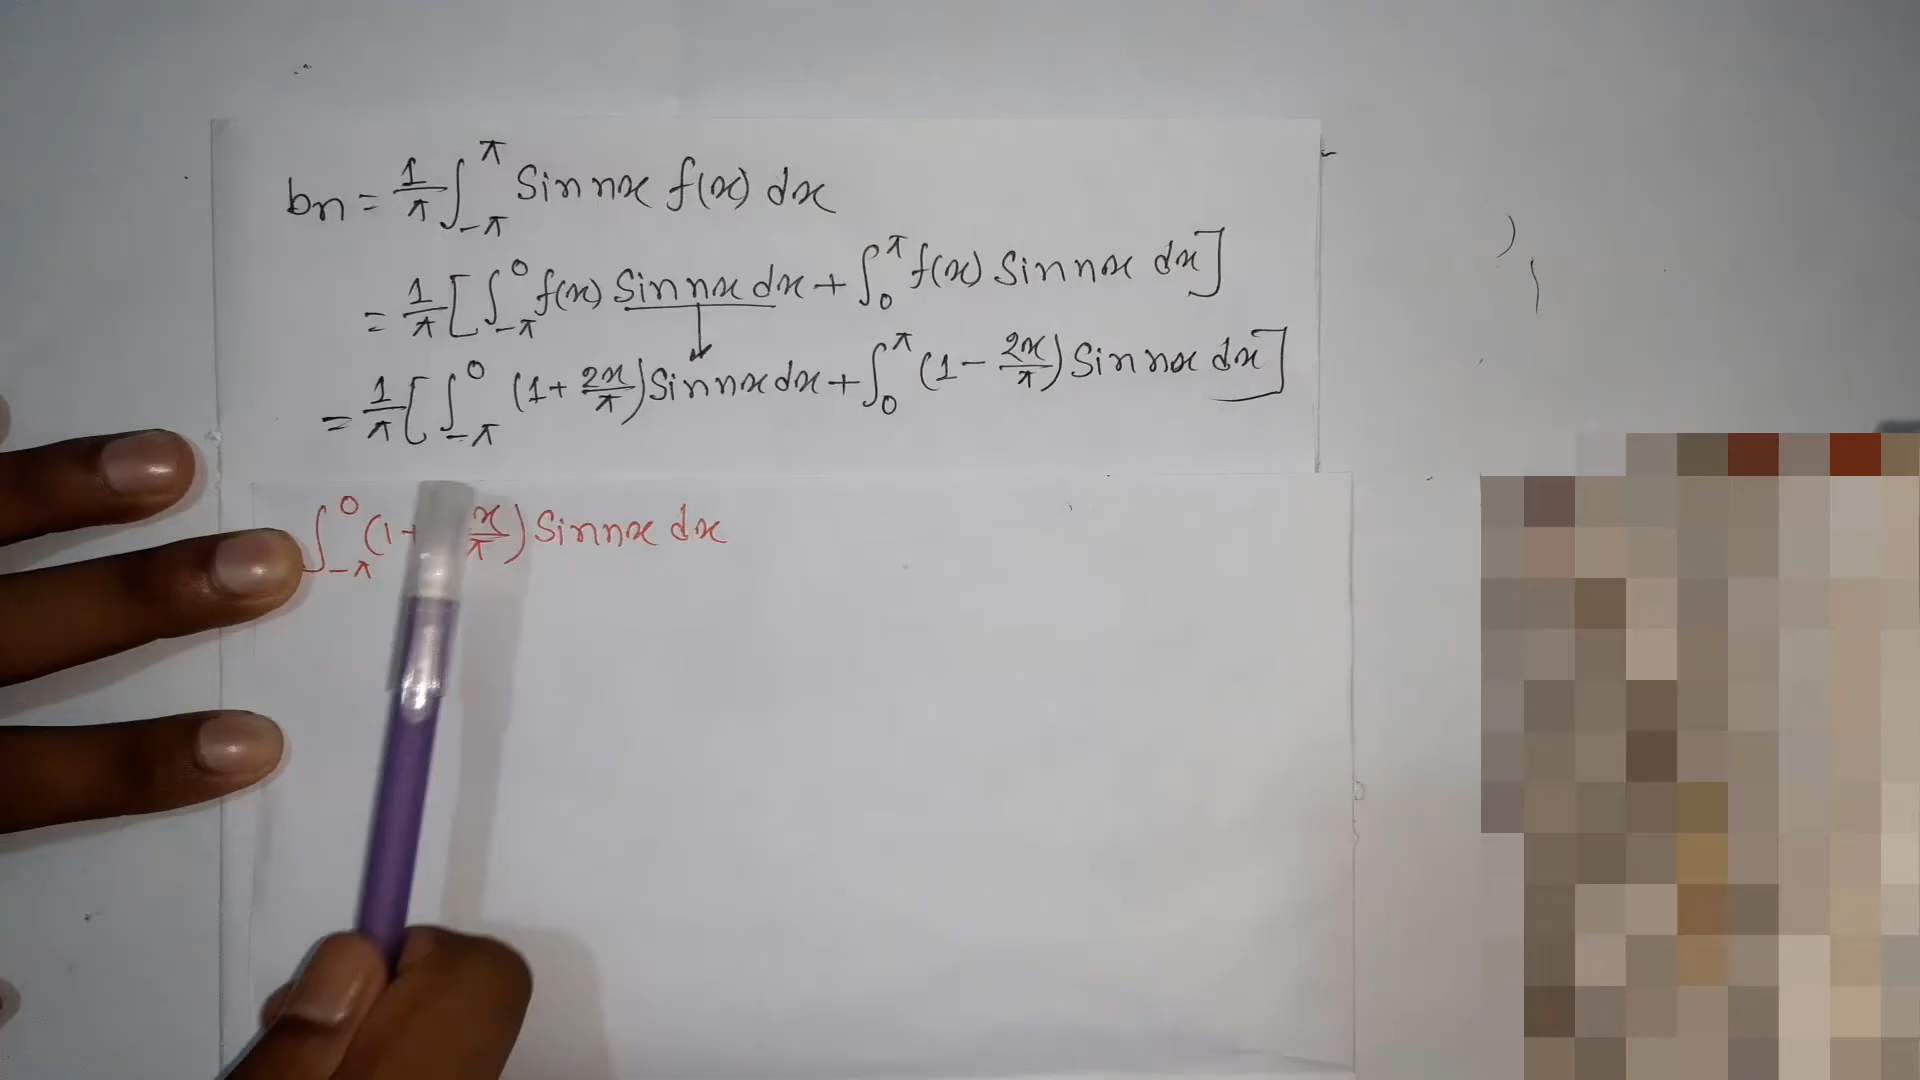 bn = 1/π ∫_{-π}^{π} Sin nx f(x) dx
= 1/π [ ∫_{-π}^{0} f(x) Sin nx dx + ∫_{0}^{π} f(x) Sin nx dx ]
= 1/π [ ∫_{-π}^{0} (1 + 2x/π) Sin nx dx + ∫_{0}^{π} (1 - 2x/π) Sin nx dx ]
∫_{-π}^{0} (1+ x/π) Sin nx dx